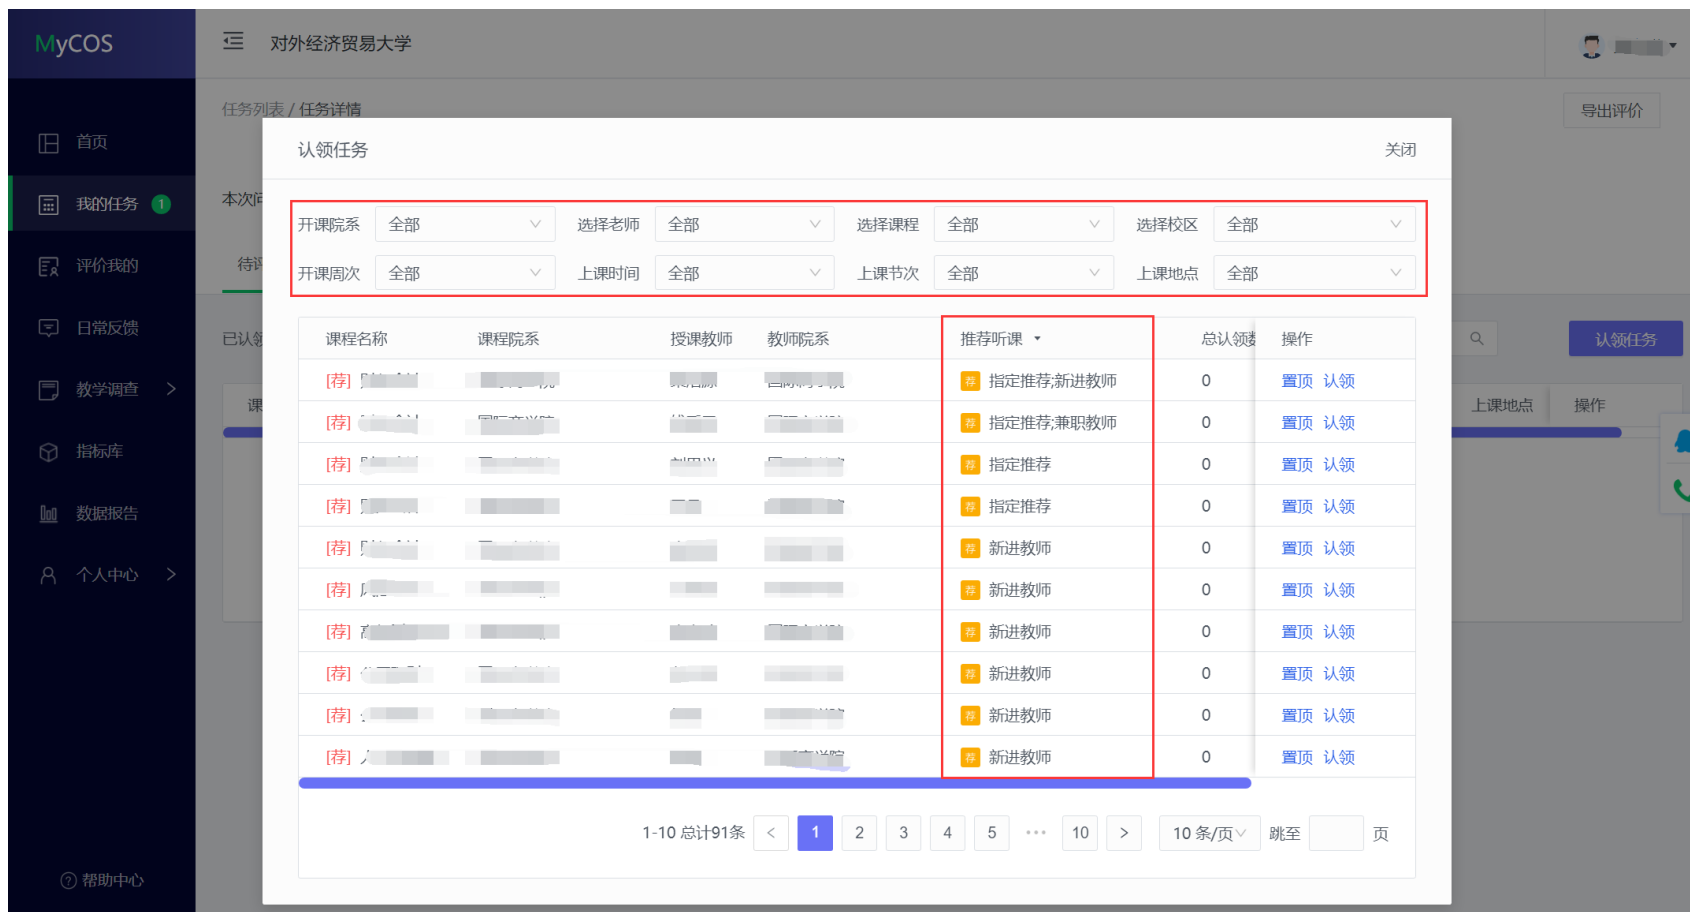 MyCOS
对外经济贸易大学
任务列表 / 任务详情
导出评价
首页
我的任务 1
评价我的
日常反馈
教学调查
指标库
数据报告
个人中心
帮助中心
本次问
待评
已认领
认领任务
课
上课地点 操作
认领任务 关闭
开课院系 全部 选择老师 全部 选择课程 全部 选择校区 全部
开课周次 全部 上课时间 全部 上课节次 全部 上课地点 全部
课程名称 课程院系 授课教师 教师院系 推荐听课 总认领数 操作
[荐] 荐 指定推荐;新进教师 0 置顶 认领
[荐] 荐 指定推荐;兼职教师 0 置顶 认领
[荐] 荐 指定推荐 0 置顶 认领
[荐] 荐 指定推荐 0 置顶 认领
[荐] 荐 新进教师 0 置顶 认领
[荐] 荐 新进教师 0 置顶 认领
[荐] 荐 新进教师 0 置顶 认领
[荐] 荐 新进教师 0 置顶 认领
[荐] 荐 新进教师 0 置顶 认领
[荐] 荐 新进教师 0 置顶 认领
1-10 总计91条 < 1 2 3 4 5 ••• 10 > 10 条/页 跳至 页